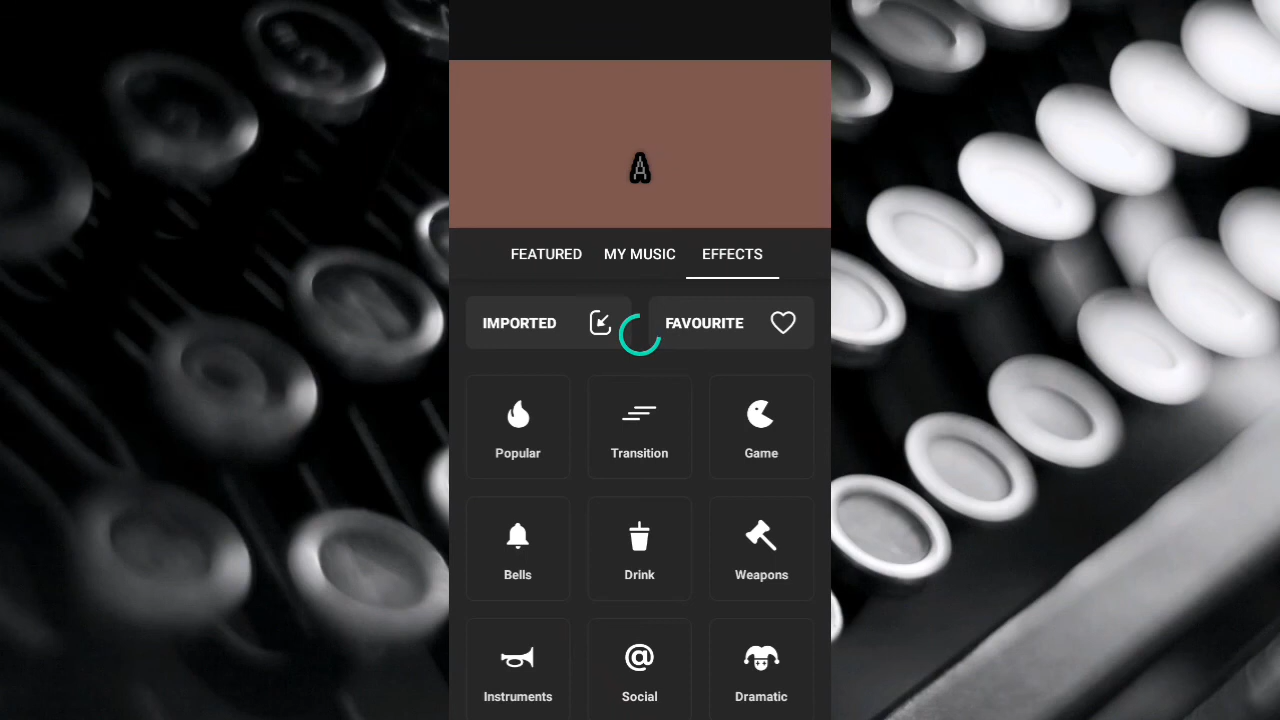 A
FEATURED MY MUSIC EFFECTS
IMPORTED FAVOURITE
Popular Transition Game
Bells Drink Weapons
@
Instruments Social Dramatic